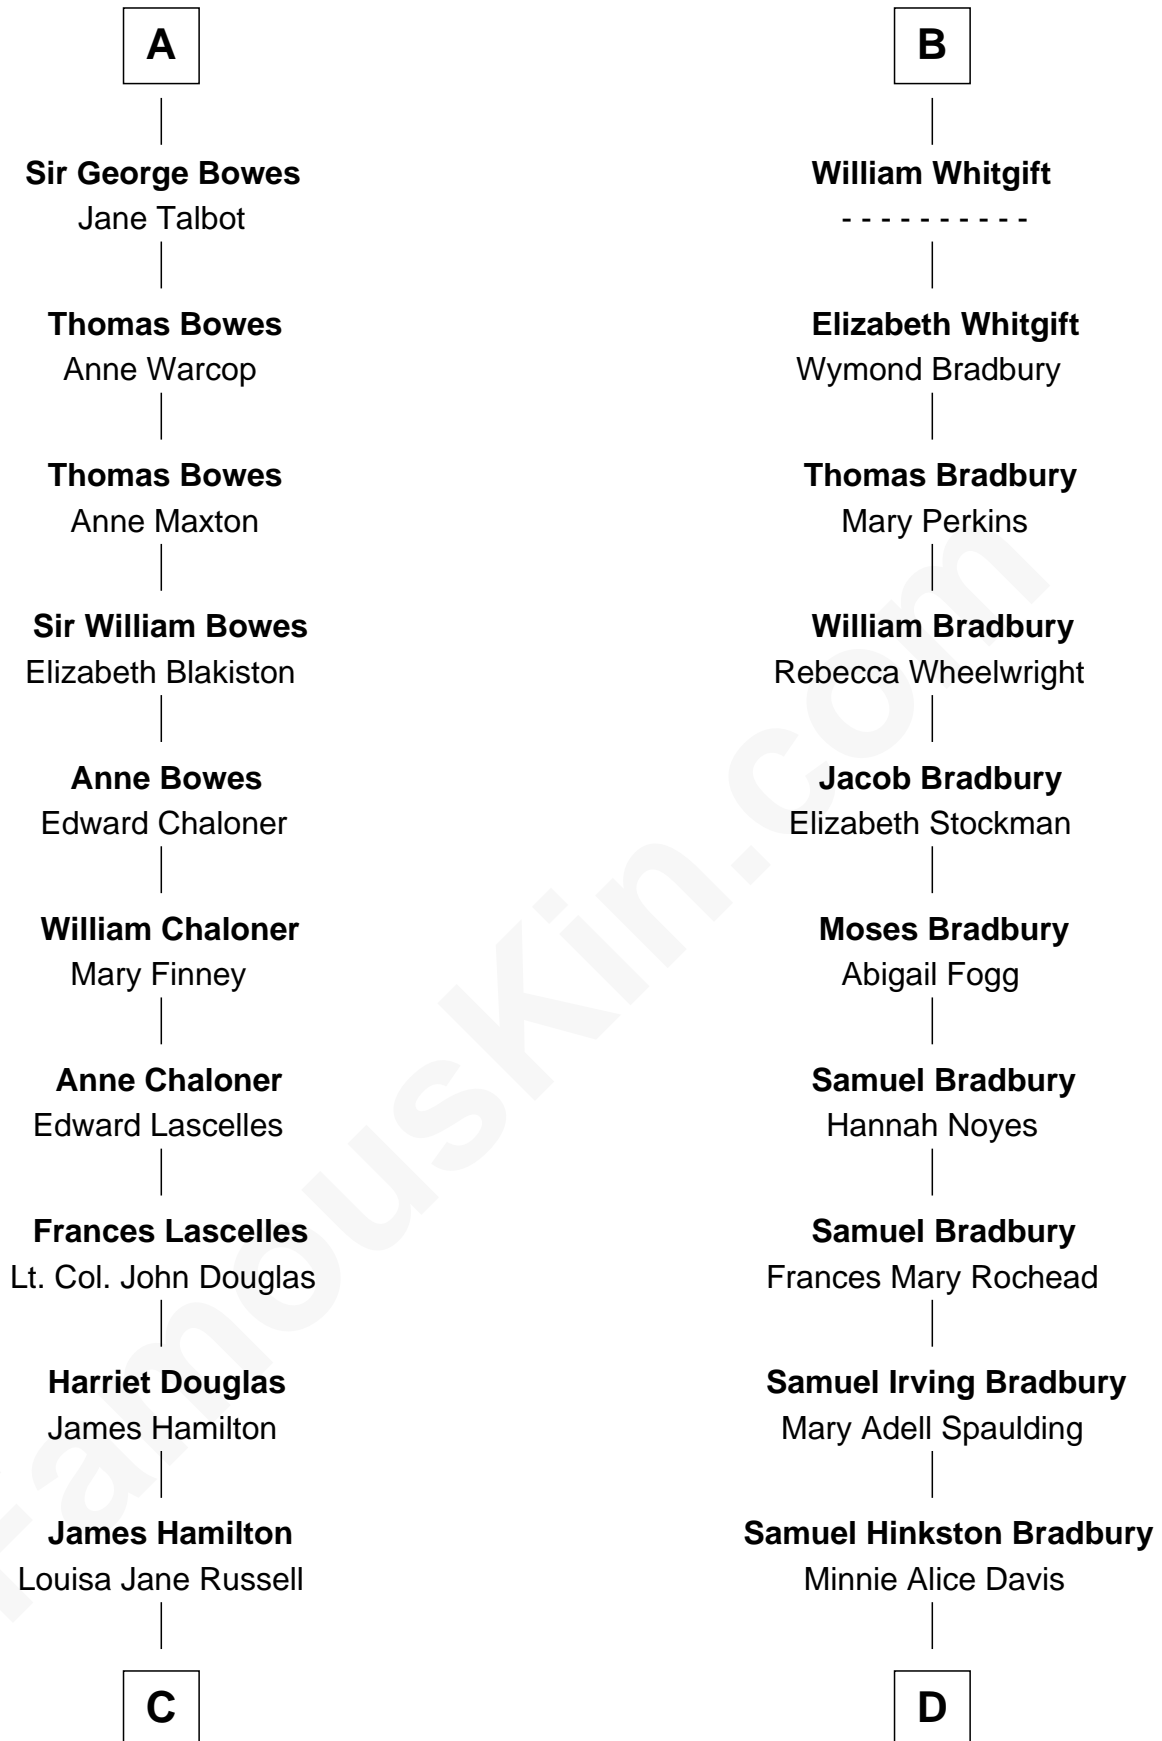 A
Sir George Bowes
Jane Talbot
Thomas Bowes
Anne Warcop
Thomas Bowes
Anne Maxton
Sir William Bowes
Elizabeth Blakiston
Anne Bowes
Edward Chaloner
William Chaloner
Mary Finney
Anne Chaloner
Edward Lascelles
Frances Lascelles
Lt. Col. John Douglas
Harriet Douglas
James Hamilton
James Hamilton
Louisa Jane Russell
C
B
William Whitgift
- - - - - - - - - -
Elizabeth Whitgift
Wymond Bradbury
Thomas Bradbury
Mary Perkins
William Bradbury
Rebecca Wheelwright
Jacob Bradbury
Elizabeth Stockman
Moses Bradbury
Abigail Fogg
Samuel Bradbury
Hannah Noyes
Samuel Bradbury
Frances Mary Rochead
Samuel Irving Bradbury
Mary Adell Spaulding
Samuel Hinkston Bradbury
Minnie Alice Davis
D
FamousKin.com